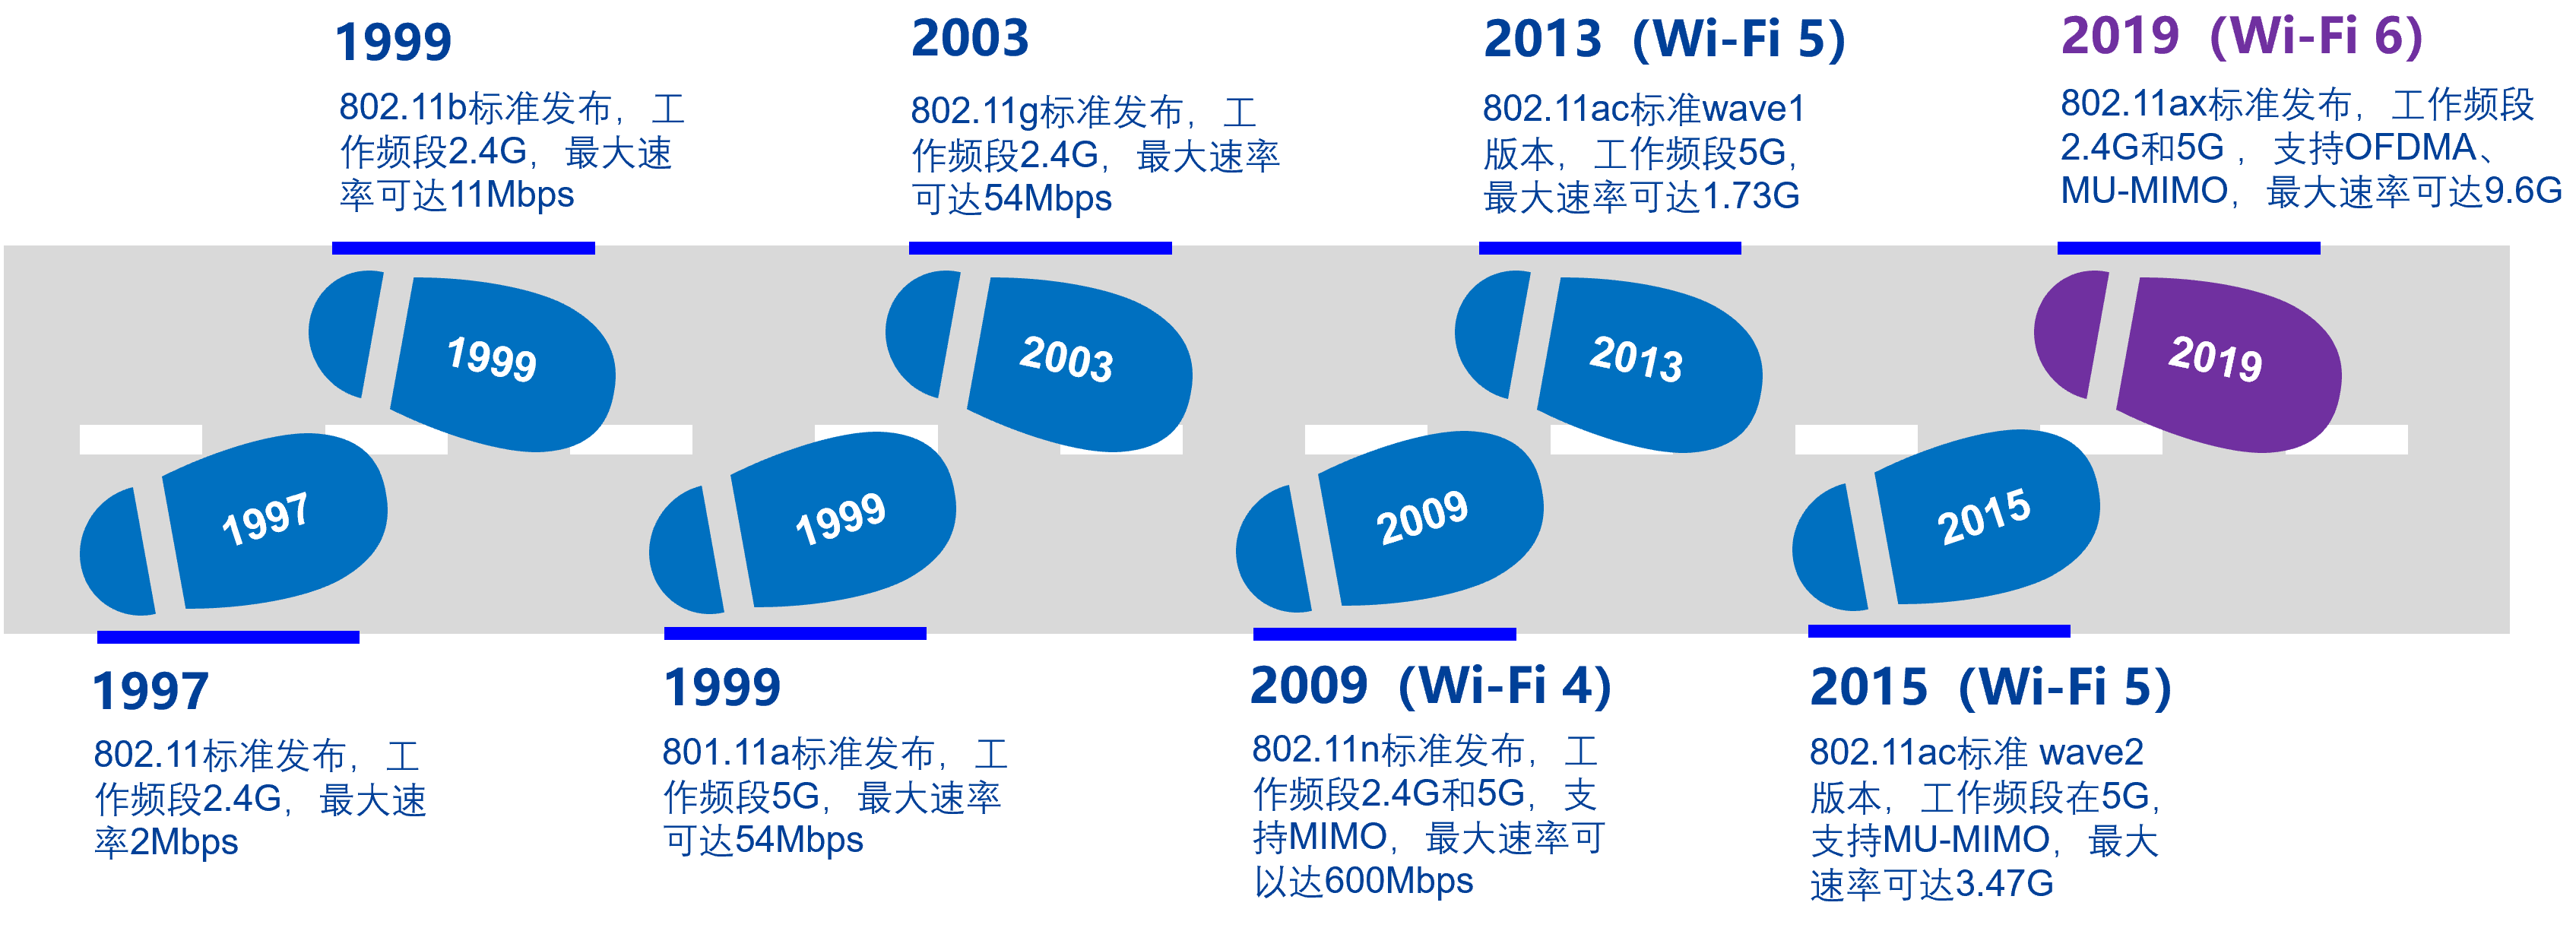 1999
802.11b标准发布，工
作频段2.4G，最大速
率可达11Mbps
2003
802.11g标准发布，工
作频段2.4G，最大速率
可达54Mbps
2013（Wi-Fi 5）
802.11ac标准wave1
版本，工作频段5G，
最大速率可达1.73G
2019（Wi-Fi 6）
802.11ax标准发布，工作频段
2.4G和5G，支持OFDMA、
MU-MIMO，最大速率可达9.6G
1999
2003
2013
2019
1997
1999
2009
2015
1997
802.11标准发布，工
作频段2.4G，最大速
率2Mbps
1999
801.11a标准发布，工
作频段5G，最大速率
可达54Mbps
2009（Wi-Fi 4）
802.11n标准发布，工
作频段2.4G和5G，支
持MIMO，最大速率可
以达600Mbps
2015（Wi-Fi 5）
802.11ac标准 wave2
版本，工作频段在5G，
支持MU-MIMO，最大
速率可达3.47G